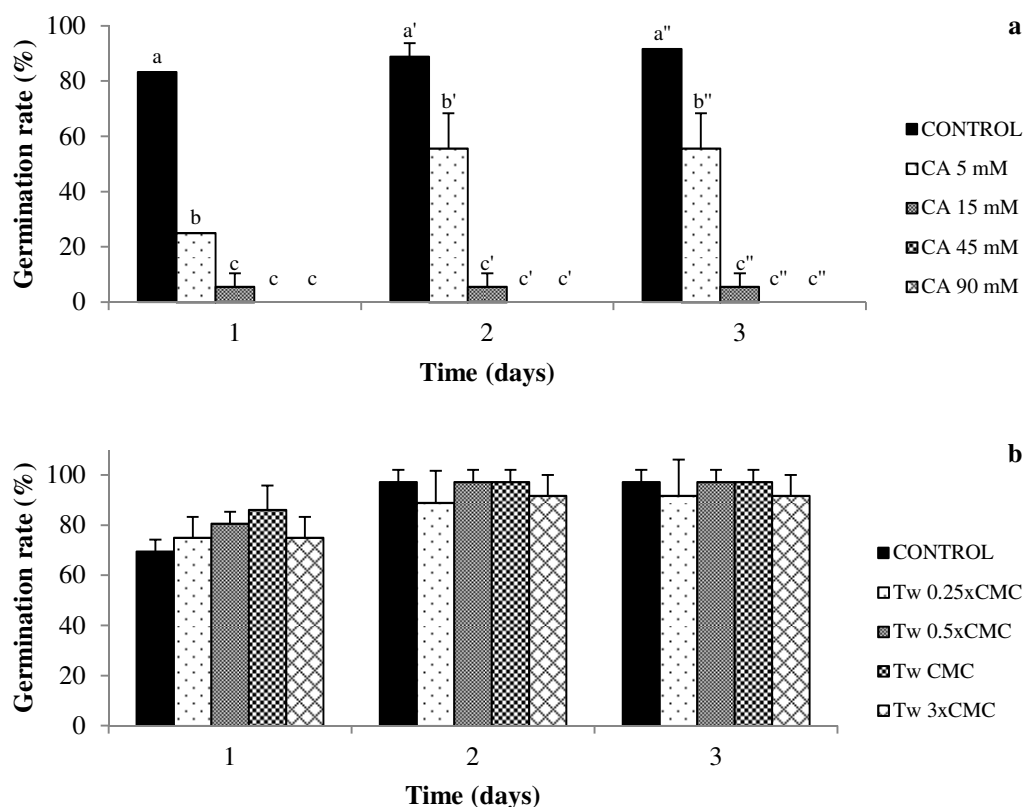 a
Germination rate (%)
100
80
60
40
20
0
a a' a"
b b' b"
c c c
c' c' c'
c" c" c"
1 2 3
Time (days)
CONTROL
CA 5 mM
CA 15 mM
CA 45 mM
CA 90 mM
b
Germination rate (%)
100
80
60
40
20
0
1 2 3
Time (days)
CONTROL
Tw 0.25xCMC
Tw 0.5xCMC
Tw CMC
Tw 3xCMC